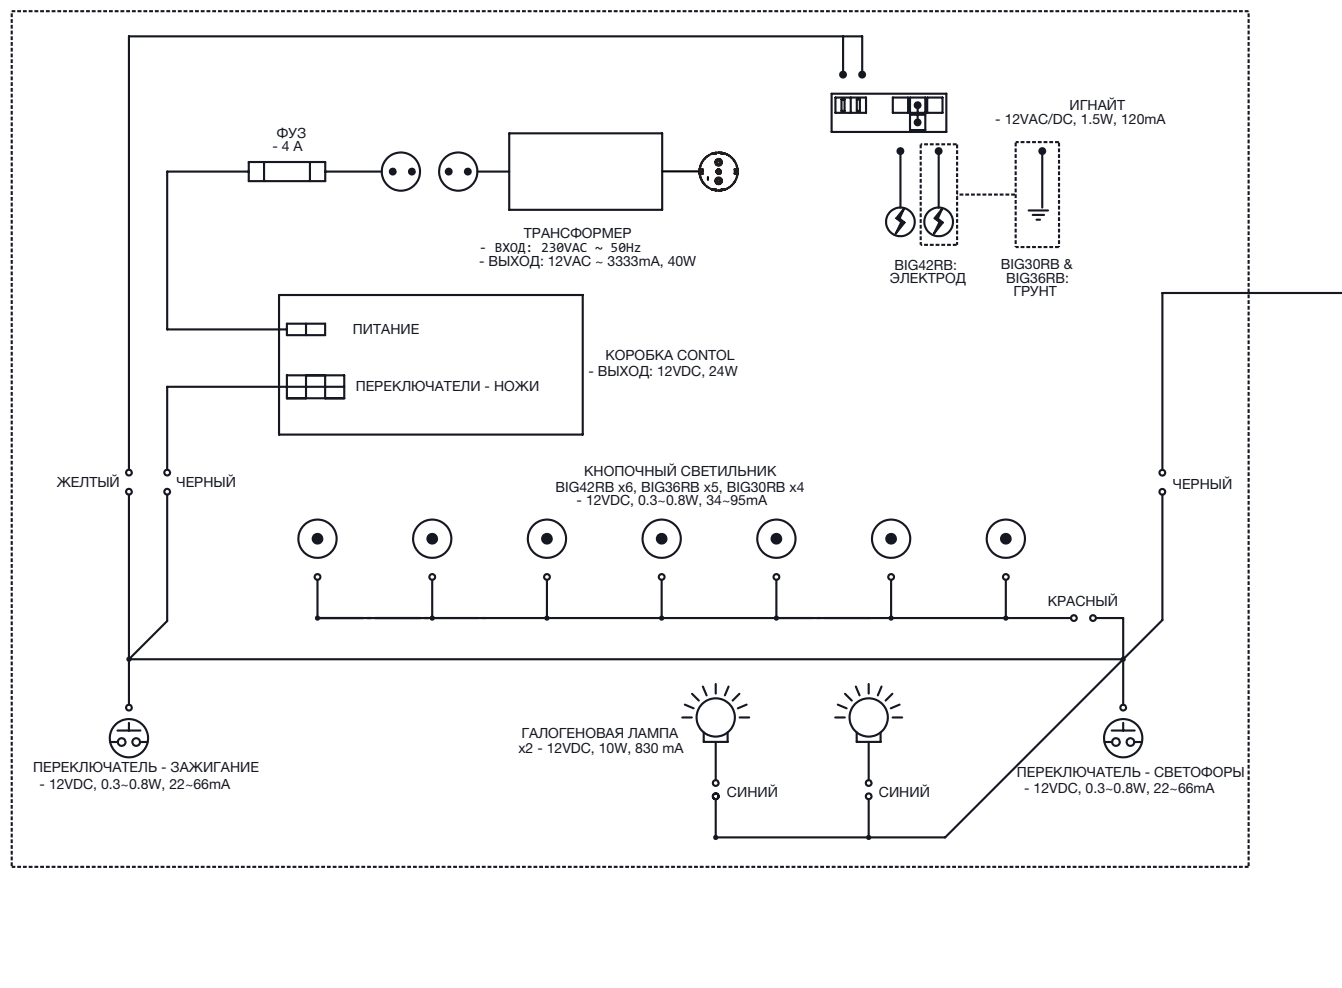 ФУЗ
- 4 А
ИГНАЙТ
- 12VAC/DC, 1.5W, 120mA
ТРАНСФОРМЕР
- ВХОД: 230VAC ~ 50Hz
- ВЫХОД: 12VAC ~ 3333mA, 40W
BIG42RB:
ЭЛЕКТРОД
BIG30RB &
BIG36RB:
ГРУНТ
ПИТАНИЕ
КОРОБКА CONTOL
- ВЫХОД: 12VDC, 24W
ПЕРЕКЛЮЧАТЕЛИ - НОЖИ
ЖЕЛТЫЙ
ЧЕРНЫЙ
КНОПОЧНЫЙ СВЕТИЛЬНИК
BIG42RB x6, BIG36RB x5, BIG30RB x4
- 12VDC, 0.3~0.8W, 34~95mA
ЧЕРНЫЙ
КРАСНЫЙ
ГАЛОГЕНОВАЯ ЛАМПА
x2 - 12VDC, 10W, 830 mA
ПЕРЕКЛЮЧАТЕЛЬ - ЗАЖИГАНИЕ
- 12VDC, 0.3~0.8W, 22~66mA
СИНИЙ
СИНИЙ
ПЕРЕКЛЮЧАТЕЛЬ - СВЕТОФОРЫ
- 12VDC, 0.3~0.8W, 22~66mA